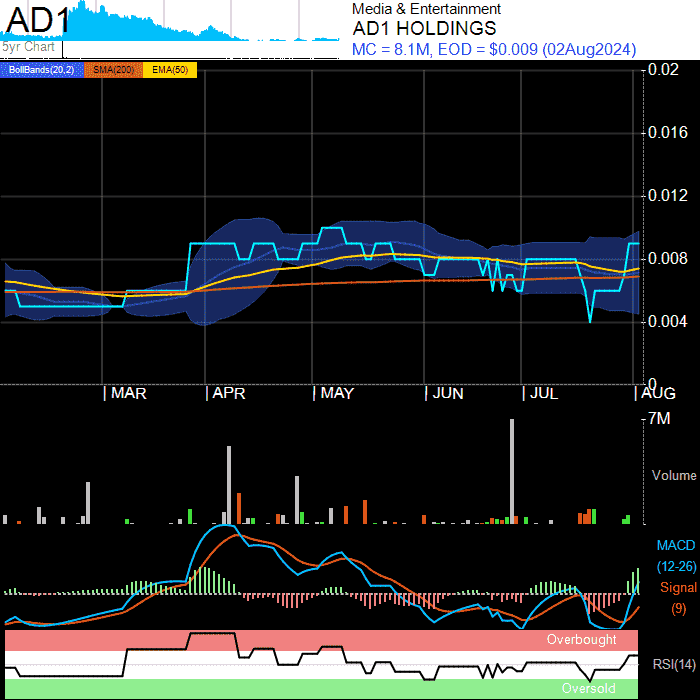 AD1
5yr Chart
Media & Entertainment
AD1 HOLDINGS
MC = 8.1M, EOD = $0.009 (02Aug2024)
BollBands(20,2) SMA(200) EMA(50)
0.02
0.016
0.012
0.008
0.004
0
MAR APR MAY JUN JUL AUG
7M
Volume
MACD
(12-26)
Signal
(9)
Overbought
RSI(14)
Oversold